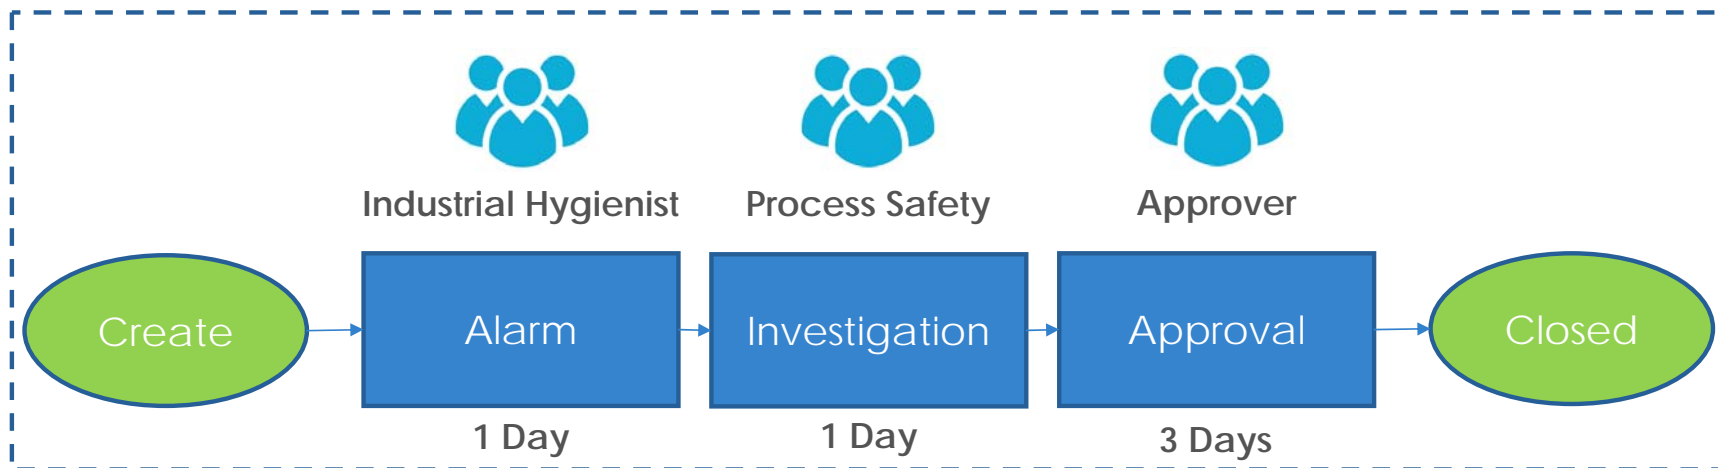 Industrial Hygienist
Process Safety
Approver
Create
Alarm
Investigation
Approval
Closed
1 Day
1 Day
3 Days